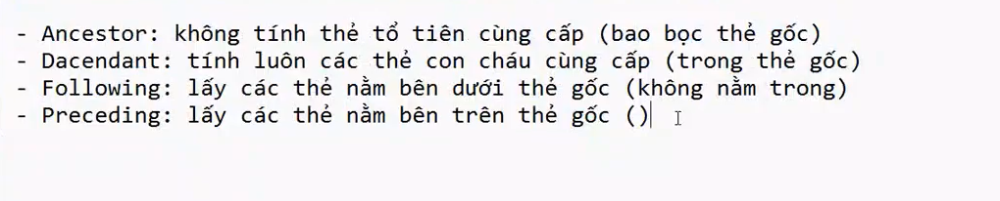 - Ancestor: không tính thẻ tổ tiên cùng cấp (bao bọc thẻ gốc)
- Dacendant: tính luôn các thẻ con cháu cùng cấp (trong thẻ gốc)
- Following: lấy các thẻ nằm bên dưới thẻ gốc (không nằm trong)
- Preceding: lấy các thẻ nằm bên trên thẻ gốc ()